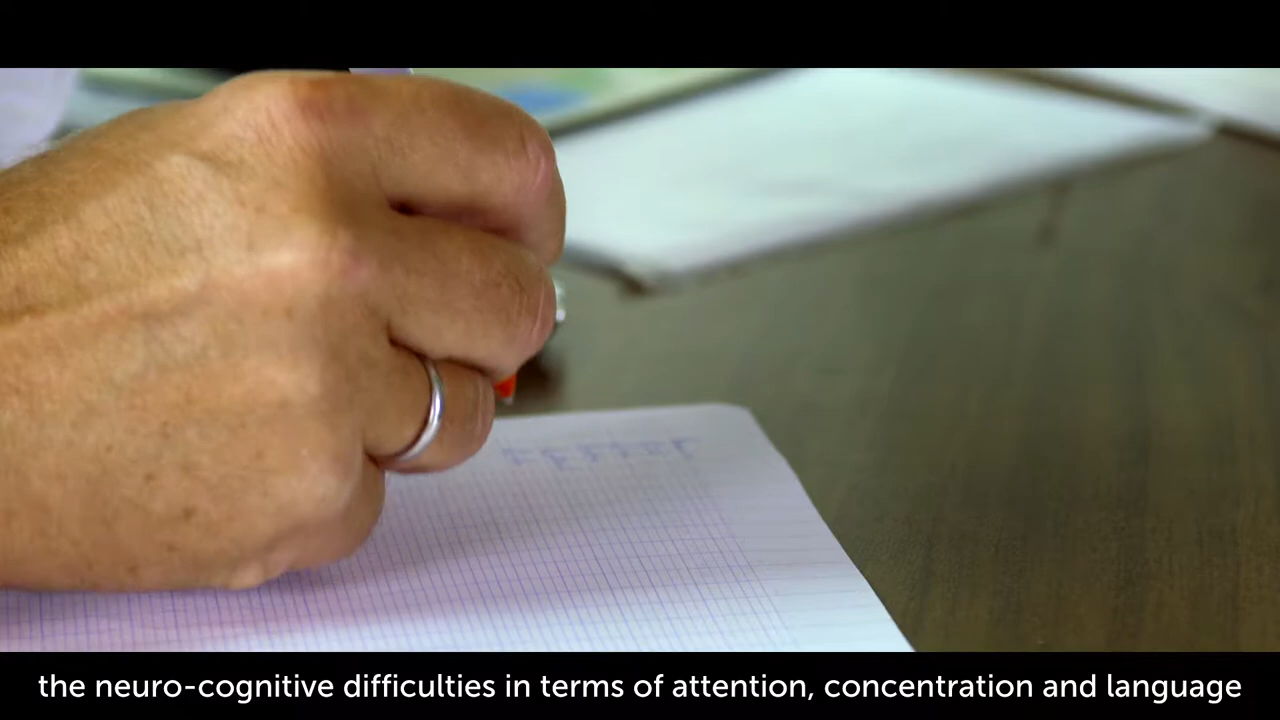 the neuro-cognitive difficulties in terms of attention, concentration and language